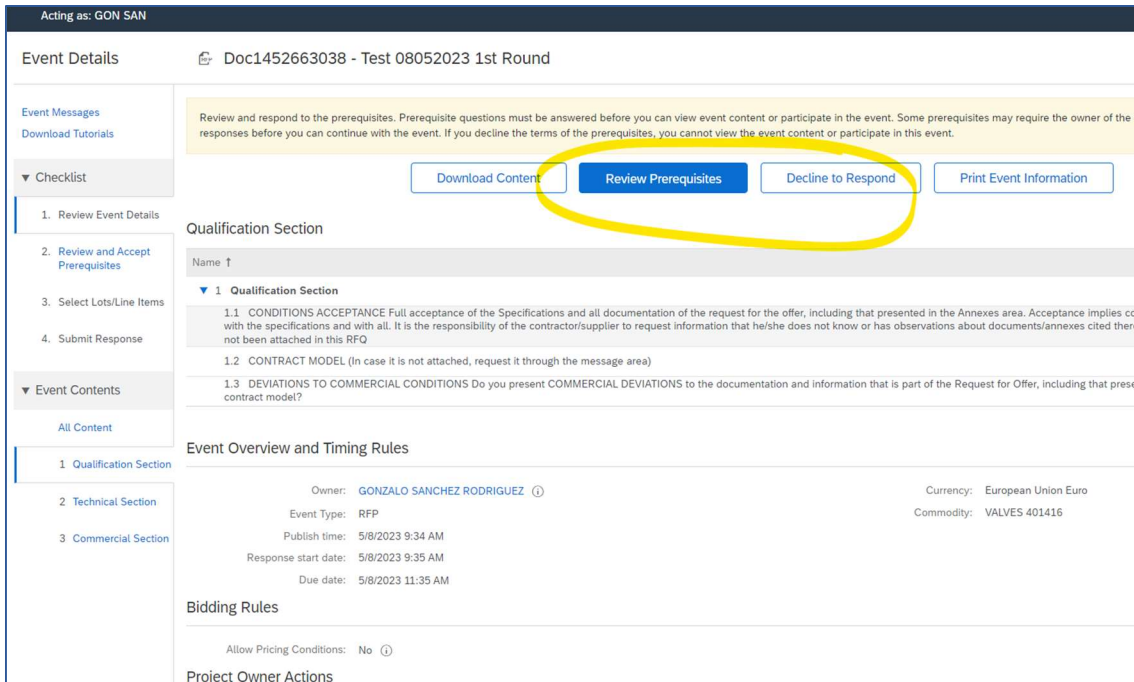 Acting as: GON SAN
Event Details
Doc1452663038 - Test 08052023 1st Round
Event Messages
Download Tutorials
Review and respond to the prerequisites. Prerequisite questions must be answered before you can view event content or participate in the event. Some prerequisites may require the owner of the
responses before you can continue with the event. If you decline the terms of the prerequisites, you cannot view the event content or participate in this event.
▼ Checklist
1. Review Event Details
2. Review and Accept
Prerequisites
3. Select Lots/Line Items
4. Submit Response
▼ Event Contents
All Content
1 Qualification Section
2 Technical Section
3 Commercial Section
Download Content
Review Prerequisites
Decline to Respond
Print Event Information
Qualification Section
Name ↑
▼ 1 Qualification Section
1.1 CONDITIONS ACCEPTANCE Full acceptance of the Specifications and all documentation of the request for the offer, including that presented in the Annexes area. Acceptance implies co
with the specifications and with all. It is the responsibility of the contractor/supplier to request information that he/she does not know or has observations about documents/annexes cited ther
not been attached in this RFQ
1.2 CONTRACT MODEL (In case it is not attached, request it through the message area)
1.3 DEVIATIONS TO COMMERCIAL CONDITIONS Do you present COMMERCIAL DEVIATIONS to the documentation and information that is part of the Request for Offer, including that prese
contract model?
Event Overview and Timing Rules
Owner: GONZALO SANCHEZ RODRIGUEZ
Event Type: RFP
Publish time: 5/8/2023 9:34 AM
Response start date: 5/8/2023 9:35 AM
Due date: 5/8/2023 11:35 AM
Currency: European Union Euro
Commodity: VALVES 401416
Bidding Rules
Allow Pricing Conditions: No
Project Owner Actions